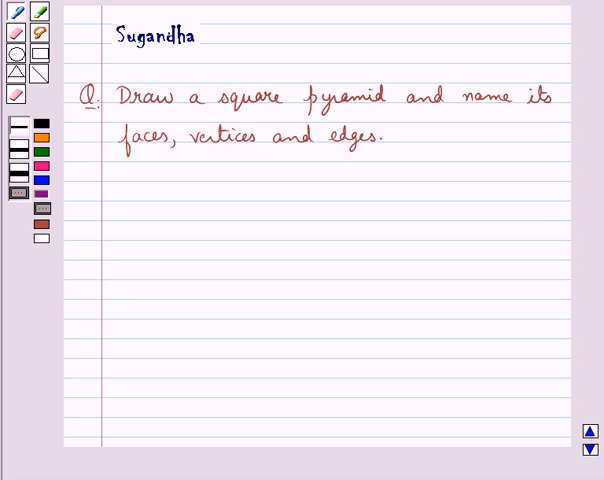 Sugandha
Q. Draw a square pyramid and name its
faces, vertices and edges.